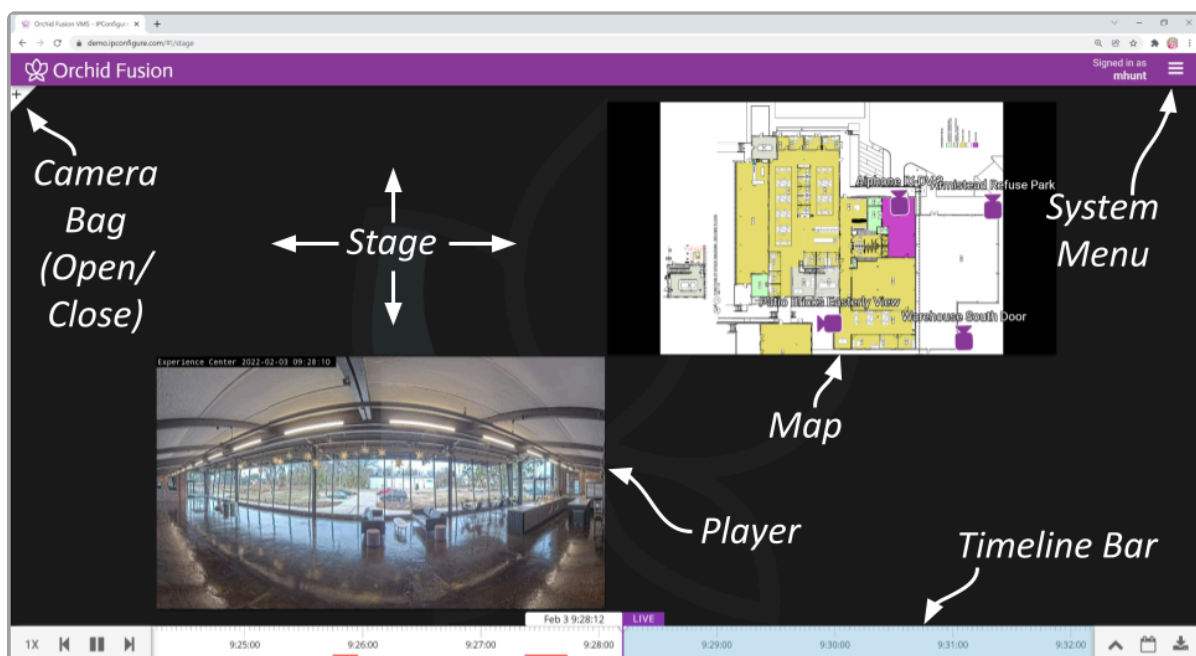 Orchid Fusion VMS - IPConfigure
demo.ipconfigure.com/#!/stage
Orchid Fusion
Signed in as
mhunt
Camera
Bag
(Open/
Close)
Stage
Aiphone IX-DV
Armistead Refuse Park
System
Menu
Patio Bricks Easterly View
Warehouse South Door
Experience Center 2022-02-03 09:28:10
Map
Player
Timeline Bar
Feb 3 9:28:12
LIVE
1X
9:25:00
9:26:00
9:27:00
9:28:00
9:29:00
9:30:00
9:31:00
9:32:00